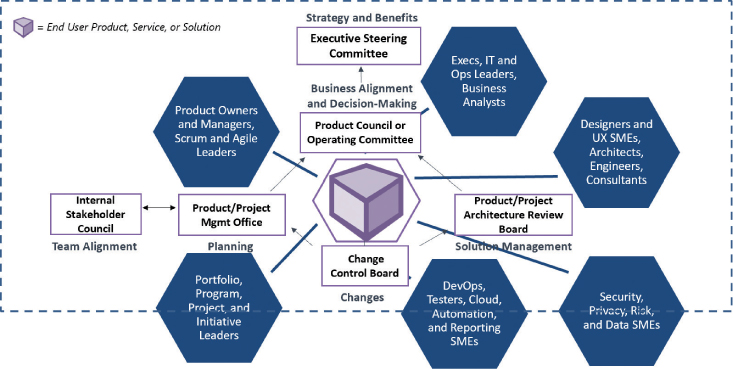 = End User Product, Service, or Solution
Strategy and Benefits
Executive Steering
Committee
Business Alignment
and Decision-Making
Execs, IT and
Ops Leaders,
Business
Analysts
Product Owners
and Managers,
Scrum and Agile
Leaders
Product Council or
Operating Committee
Designers and
UX SMEs,
Architects,
Engineers,
Consultants
Internal
Stakeholder
Council
Team Alignment
Product/Project
Mgmt Office
Planning
Product/Project
Architecture Review
Board
Solution Management
Change
Control Board
Changes
Portfolio,
Program,
Project, and
Initiative
Leaders
DevOps,
Testers, Cloud,
Automation,
and Reporting
SMEs
Security,
Privacy, Risk,
and Data SMEs